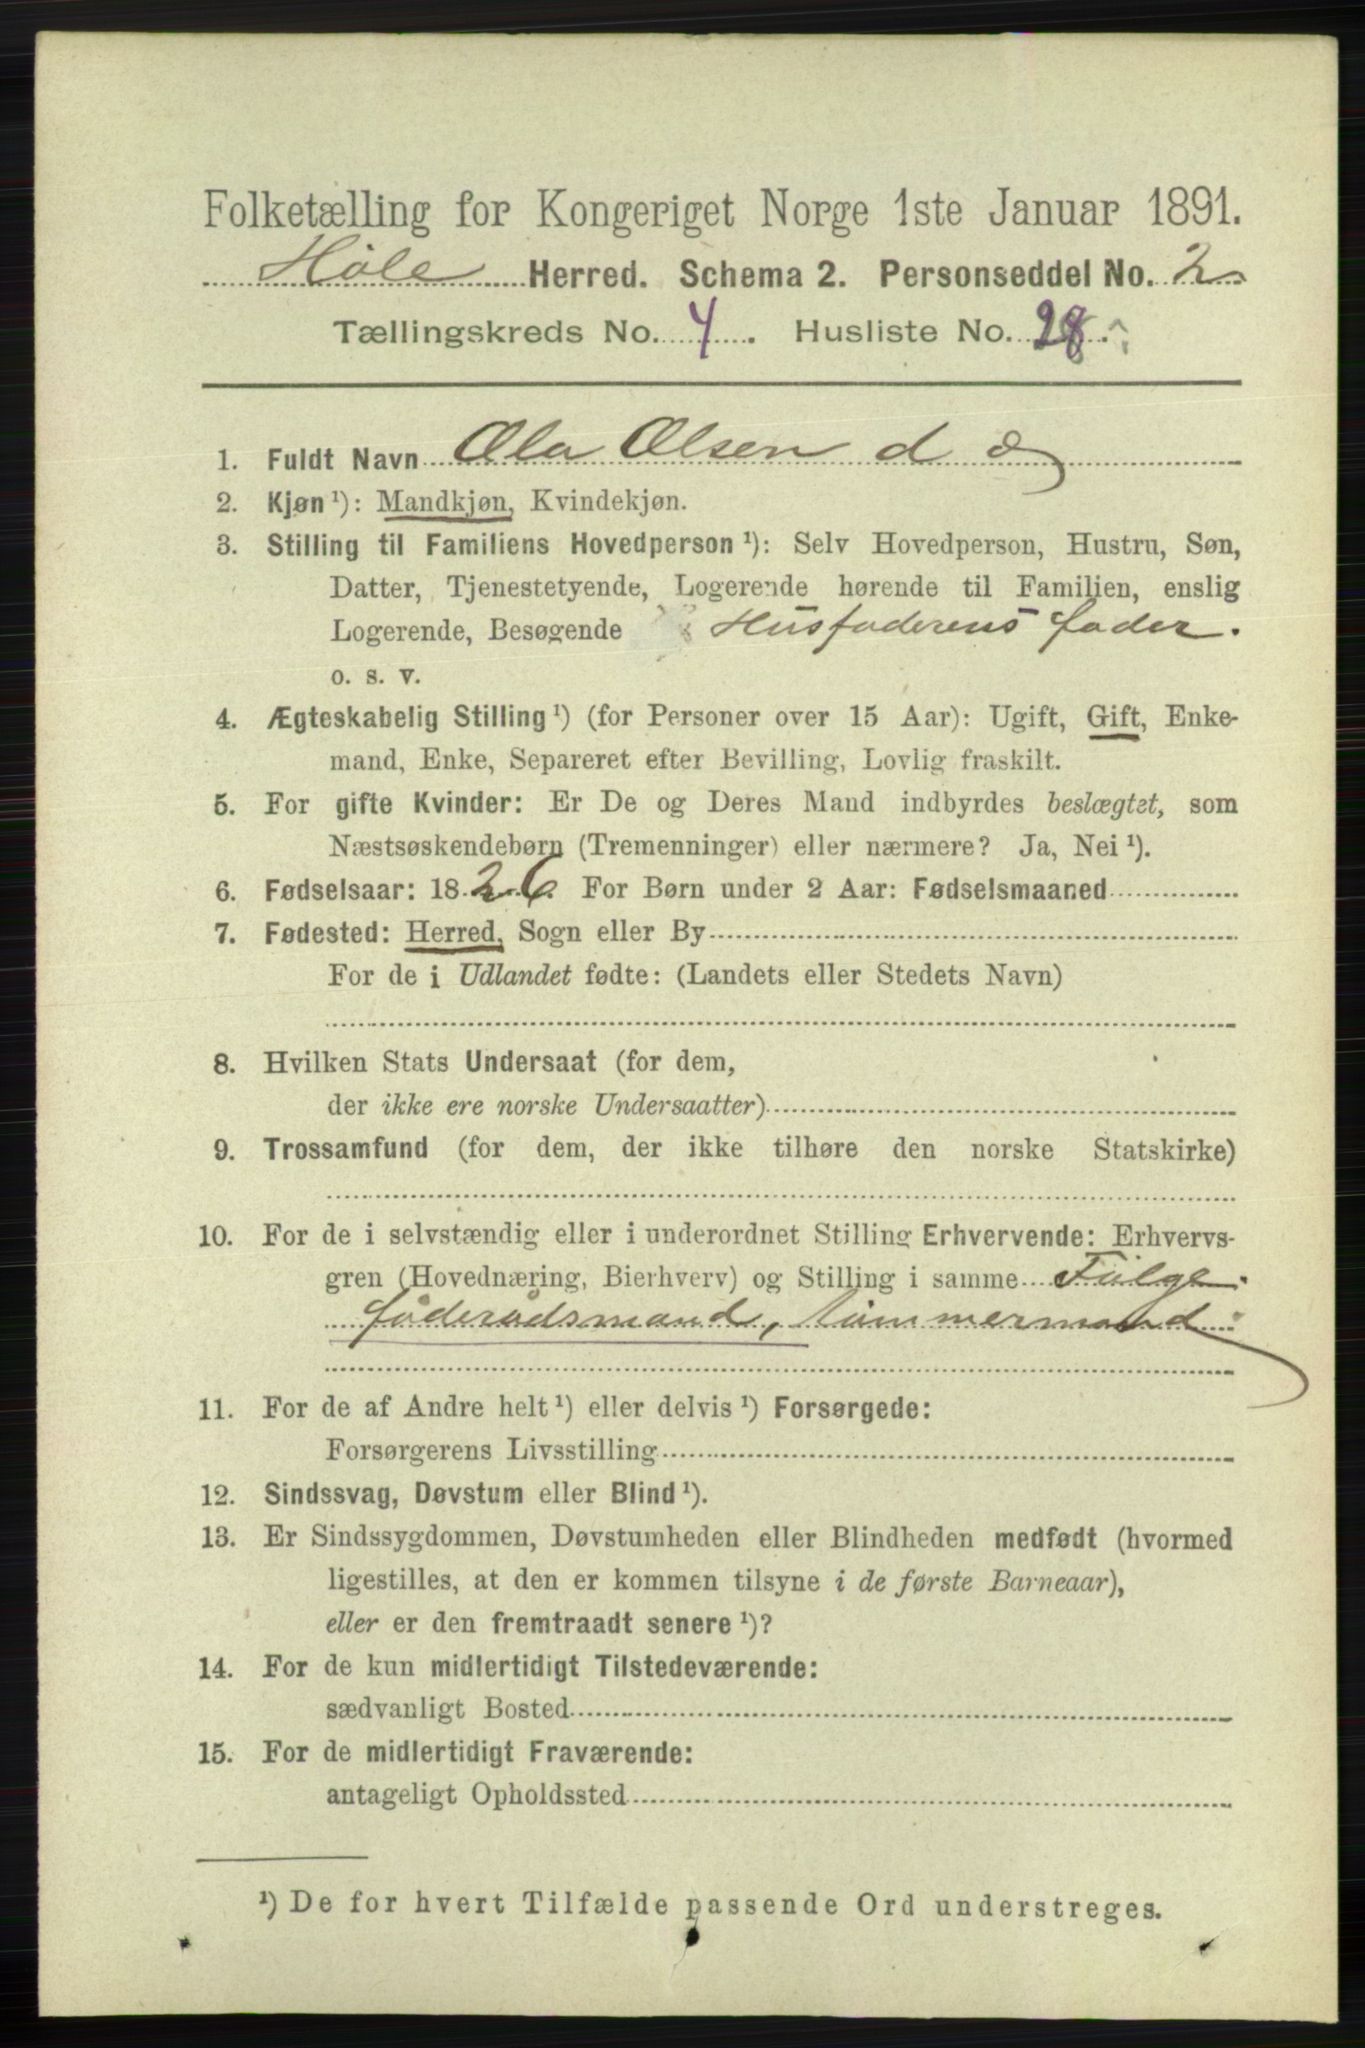 Folketælling for Kongeriget Norge 1ste Januar 1891.
Høle Herred. Schema 2. Personseddel No. 2
Tællingskreds No. 4. Husliste No. 28.
1. Fuldt Navn Ola Olsen d æ
2. Kjøn ¹): Mandkjøn, Kvindekjøn.
3. Stilling til Familiens Hovedperson ¹): Selv Hovedperson, Hustru, Søn,
Datter, Tjenestetyende, Logerende hørende til Familien, enslig
Logerende, Besøgende Husfaderens fader.
o. s. v.
4. Ægteskabelig Stilling ¹) (for Personer over 15 Aar): Ugift, Gift, Enke-
mand, Enke, Separeret efter Bevilling, Lovlig fraskilt.
5. For gifte Kvinder: Er De og Deres Mand indbyrdes beslægtet, som
Næstsøskendebørn (Tremenninger) eller nærmere? Ja, Nei ¹).
6. Fødselsaar: 1826. For Børn under 2 Aar: Fødselsmaaned
7. Fødested: Herred, Sogn eller By
For de i Udlandet fødte: (Landets eller Stedets Navn)
8. Hvilken Stats Undersaat (for dem,
der ikke ere norske Undersaatter)
9. Trossamfund (for dem, der ikke tilhøre den norske Statskirke)
10. For de i selvstændig eller i underordnet Stilling Erhvervende: Erhvervs-
gren (Hovednæring, Bierhverv) og Stilling i samme
föderådsmand, tømmermand
11. For de af Andre helt ¹) eller delvis ¹) Forsørgede:
Forsørgerens Livsstilling
12. Sindssvag, Døvstum eller Blind ¹).
13. Er Sindssygdommen, Døvstumheden eller Blindheden medfødt (hvormed
ligestilles, at den er kommen tilsyne i de første Barneaar),
eller er den fremtraadt senere ¹)?
14. For de kun midlertidigt Tilstedeværende:
sædvanligt Bosted
15. For de midlertidigt Fraværende:
antageligt Opholdssted
¹) De for hvert Tilfælde passende Ord understreges.